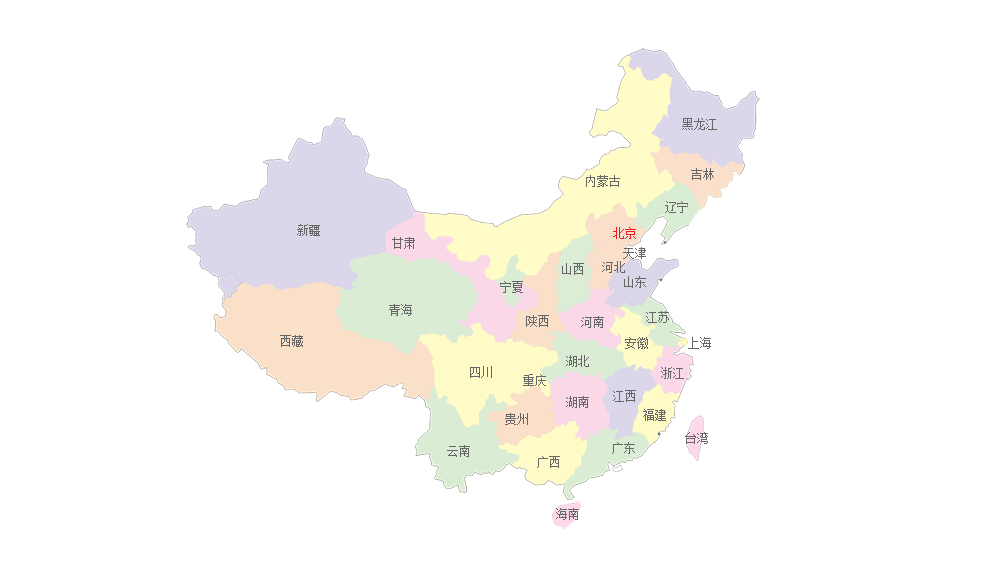 黑龙江
吉林
内蒙古
辽宁
新疆
北京
甘肃
天津
河北
山西
山东
宁夏
青海
江苏
陕西
河南
西藏
安徽
上海
湖北
四川
浙江
重庆
江西
湖南
福建
贵州
台湾
广东
云南
广西
海南